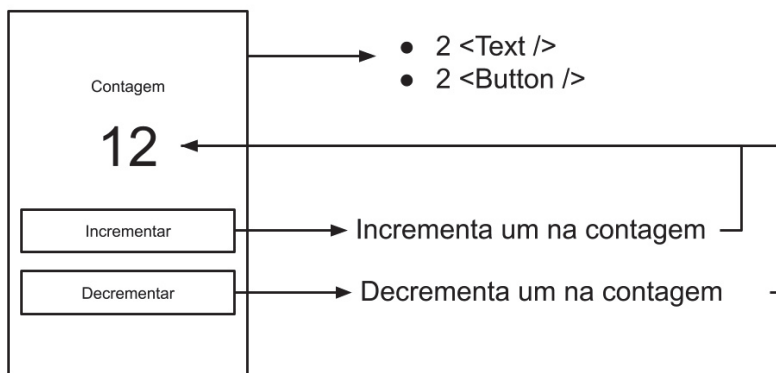 ● 2 <Text />
● 2 <Button />
Contagem
12
Incrementar
Incrementa um na contagem
Decrementar
Decrementa um na contagem